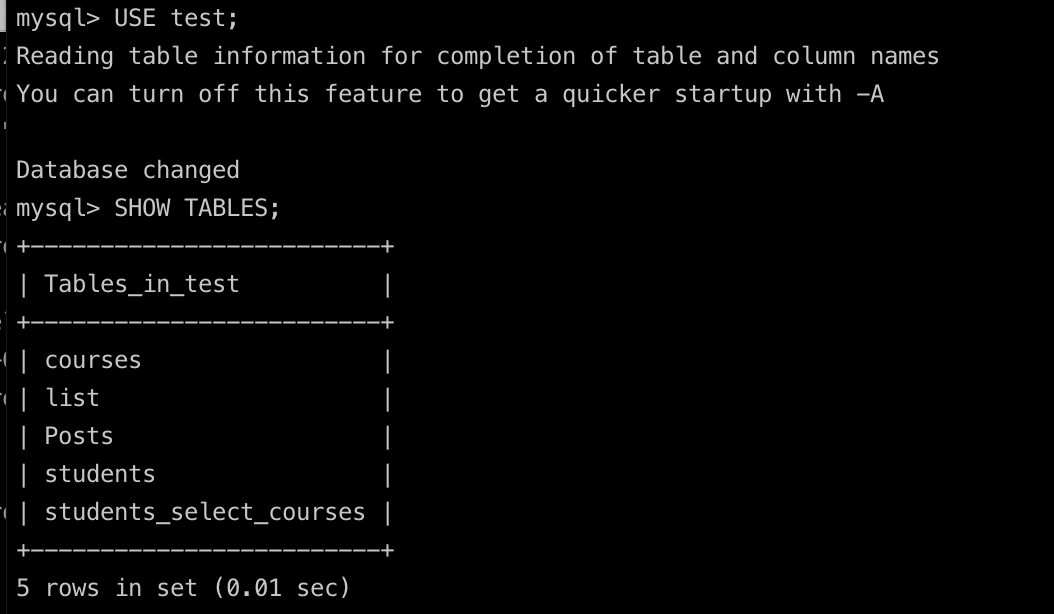 mysql> USE test;
Reading table information for completion of table and column names
You can turn off this feature to get a quicker startup with -A
Database changed
mysql> SHOW TABLES;
+-------------------------+
| Tables_in_test          |
+-------------------------+
| courses                 |
| list                    |
| Posts                   |
| students                |
| students_select_courses |
+-------------------------+
5 rows in set (0.01 sec)